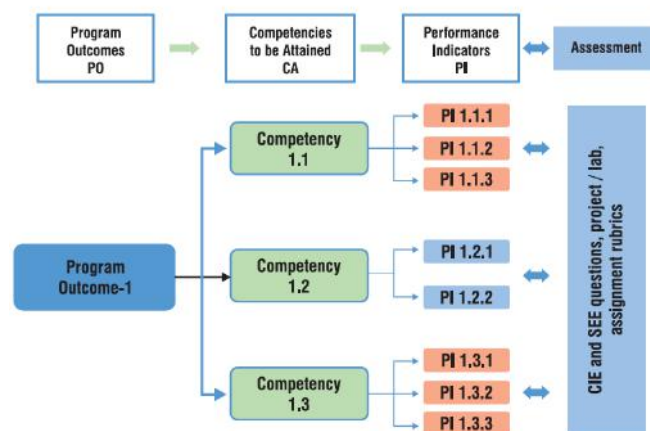 Program
Outcomes
PO
Competencies
to be Attained
CA
Performance
Indicators
PI
Assessment
Program
Outcome-1
Competency
1.1
PI 1.1.1
PI 1.1.2
PI 1.1.3
Competency
1.2
PI 1.2.1
PI 1.2.2
Competency
1.3
PI 1.3.1
PI 1.3.2
PI 1.3.3
CIE and SEE questions, project / lab,
assignment rubrics